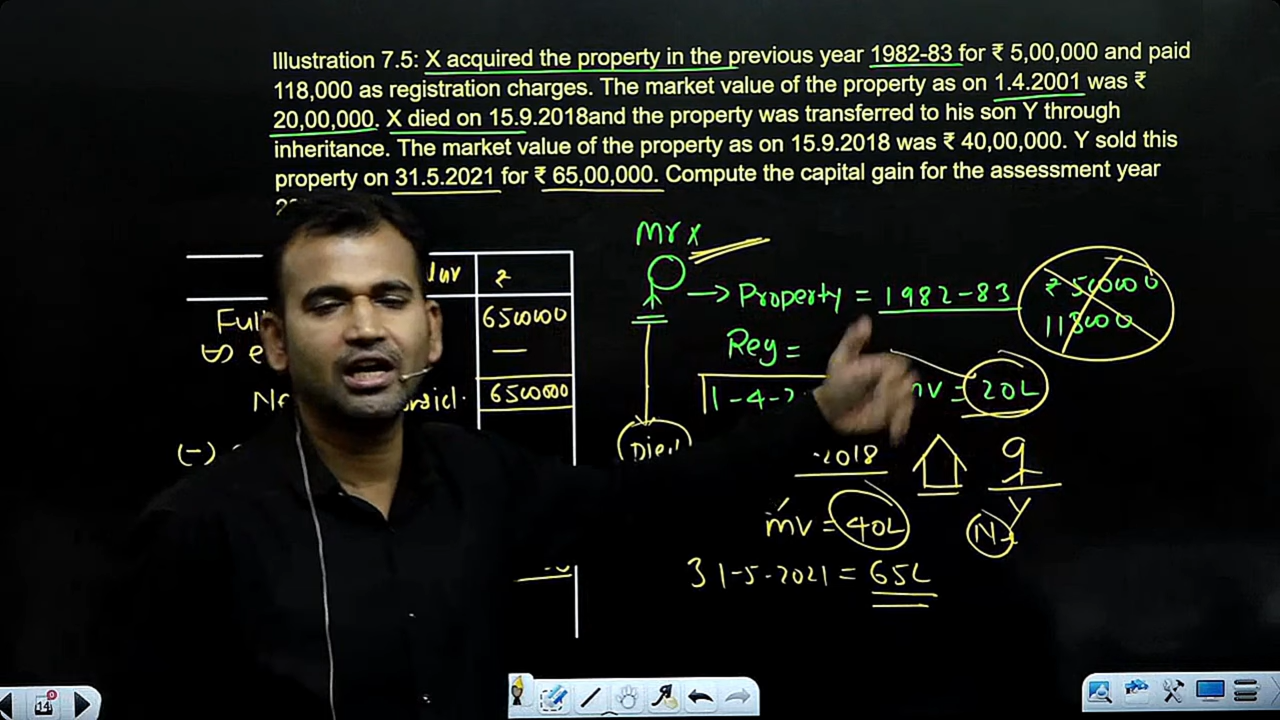 Illustration 7.5: X acquired the property in the previous year 1982-83 for ₹ 5,00,000 and paid
118,000 as registration charges. The market value of the property as on 1.4.2001 was ₹
20,00,000. X died on 15.9.2018and the property was transferred to his son Y through
inheritance. The market value of the property as on 15.9.2018 was ₹ 40,00,000. Y sold this
property on 31.5.2021 for ₹ 65,00,000. Compute the capital gain for the assessment year
Mr X
₹
→ Property = 1982-83
₹ 500000
118000
Full
6500000
Reg =
—
6500000
1-4-
mv = 20L
(-)
Died
-2018
Y
mv = 40L
31-5-2021 = 65L
14